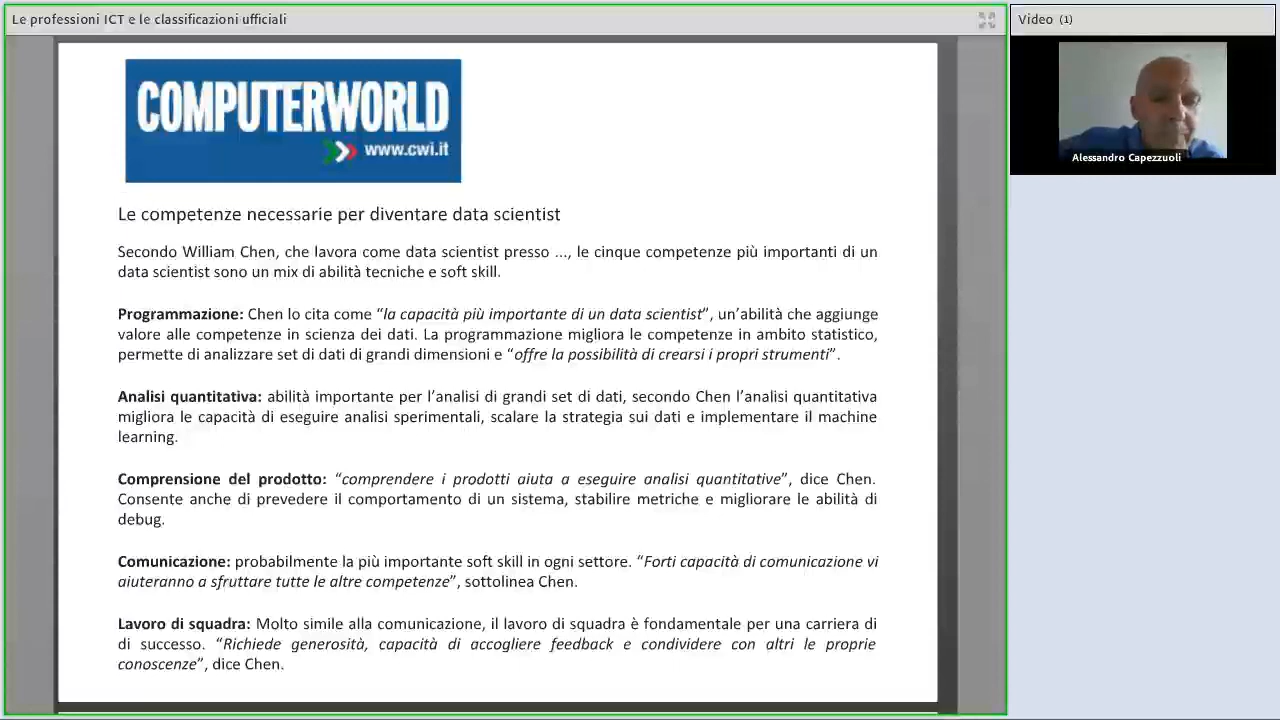 Le professioni ICT e le classificazioni ufficiali
Video (1)
COMPUTERWORLD
www.cwi.it
Alessandro Capezzuoli
Le competenze necessarie per diventare data scientist
Secondo William Chen, che lavora come data scientist presso ..., le cinque competenze più importanti di un
data scientist sono un mix di abilità tecniche e soft skill.
Programmazione: Chen lo cita come “la capacità più importante di un data scientist”, un’abilità che aggiunge
valore alle competenze in scienza dei dati. La programmazione migliora le competenze in ambito statistico,
permette di analizzare set di dati di grandi dimensioni e “offre la possibilità di crearsi i propri strumenti”.
Analisi quantitativa: abilità importante per l’analisi di grandi set di dati, secondo Chen l’analisi quantitativa
migliora le capacità di eseguire analisi sperimentali, scalare la strategia sui dati e implementare il machine
learning.
Comprensione del prodotto: “comprendere i prodotti aiuta a eseguire analisi quantitative”, dice Chen.
Consente anche di prevedere il comportamento di un sistema, stabilire metriche e migliorare le abilità di
debug.
Comunicazione: probabilmente la più importante soft skill in ogni settore. “Forti capacità di comunicazione vi
aiuteranno a sfruttare tutte le altre competenze”, sottolinea Chen.
Lavoro di squadra: Molto simile alla comunicazione, il lavoro di squadra è fondamentale per una carriera di
di successo. “Richiede generosità, capacità di accogliere feedback e condividere con altri le proprie
conoscenze”, dice Chen.